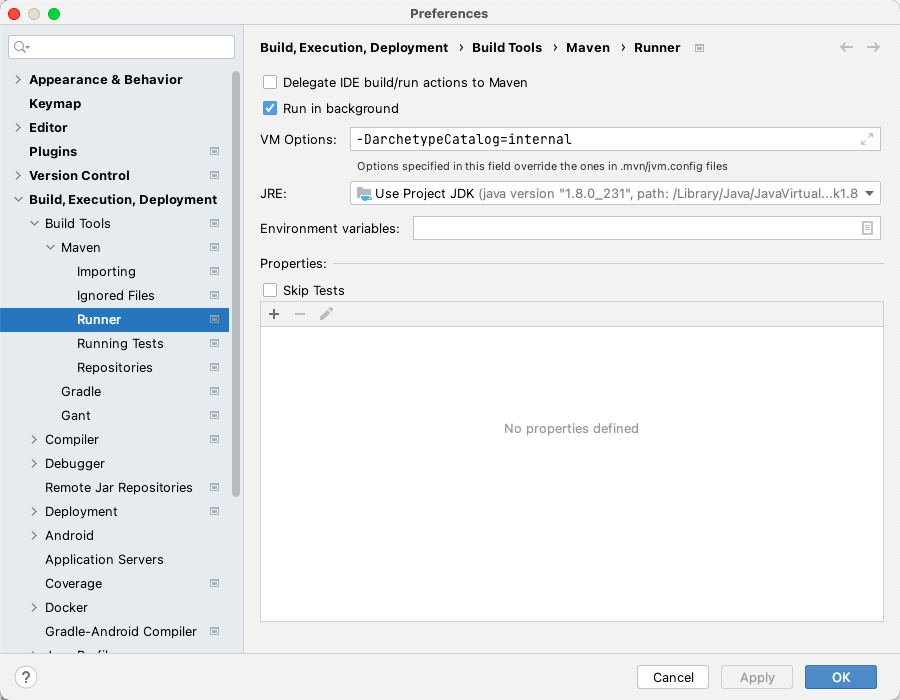 Preferences
Appearance & Behavior
Keymap
Editor
Plugins
Version Control
Build, Execution, Deployment
Build Tools
Maven
Importing
Ignored Files
Runner
Running Tests
Repositories
Gradle
Gant
Compiler
Debugger
Remote Jar Repositories
Deployment
Android
Application Servers
Coverage
Docker
Gradle-Android Compiler
Build, Execution, Deployment › Build Tools › Maven › Runner
Delegate IDE build/run actions to Maven
Run in background
VM Options: -DarchetypeCatalog=internal
Options specified in this field override the ones in .mvn/jvm.config files
JRE: Use Project JDK (java version "1.8.0_231", path: /Library/Java/JavaVirtual...k1.8
Environment variables:
Properties:
Skip Tests
No properties defined
?
Cancel
Apply
OK